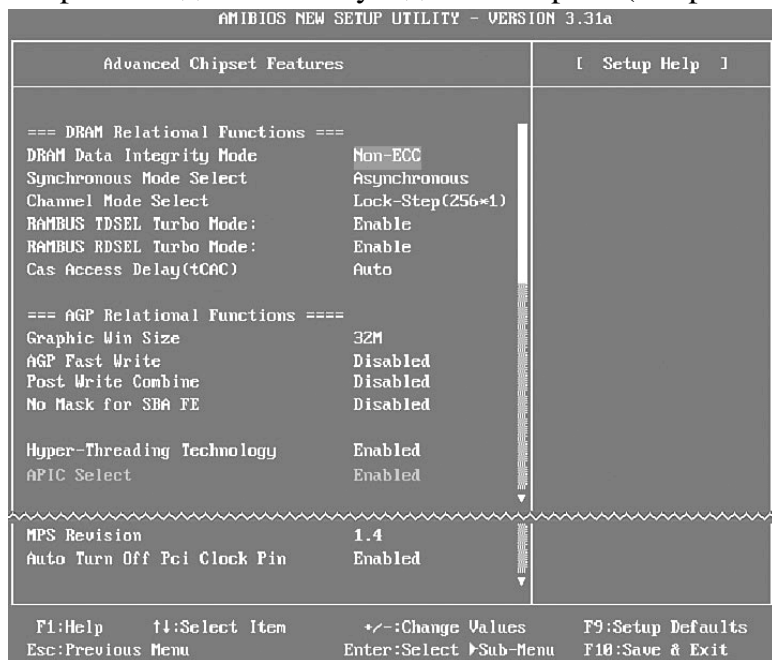 AMIBIOS NEW SETUP UTILITY - VERSION 3.31a
Advanced Chipset Features
[ Setup Help ]
=== DRAM Relational Functions ===
DRAM Data Integrity Mode Non-ECC
Synchronous Mode Select Asynchronous
Channel Mode Select Lock-Step(256*1)
RAMBUS TDSEL Turbo Mode: Enable
RAMBUS RDSEL Turbo Mode: Enable
Cas Access Delay(tCAC) Auto
=== AGP Relational Functions ====
Graphic Win Size 32M
AGP Fast Write Disabled
Post Write Combine Disabled
No Mask for SBA FE Disabled
Hyper-Threading Technology Enabled
APIC Select Enabled
MPS Revision 1.4
Auto Turn Off Pci Clock Pin Enabled
F1:Help ↑↓:Select Item +/-:Change Values F9:Setup Defaults
Esc:Previous Menu Enter:Select ▶Sub-Menu F10:Save & Exit